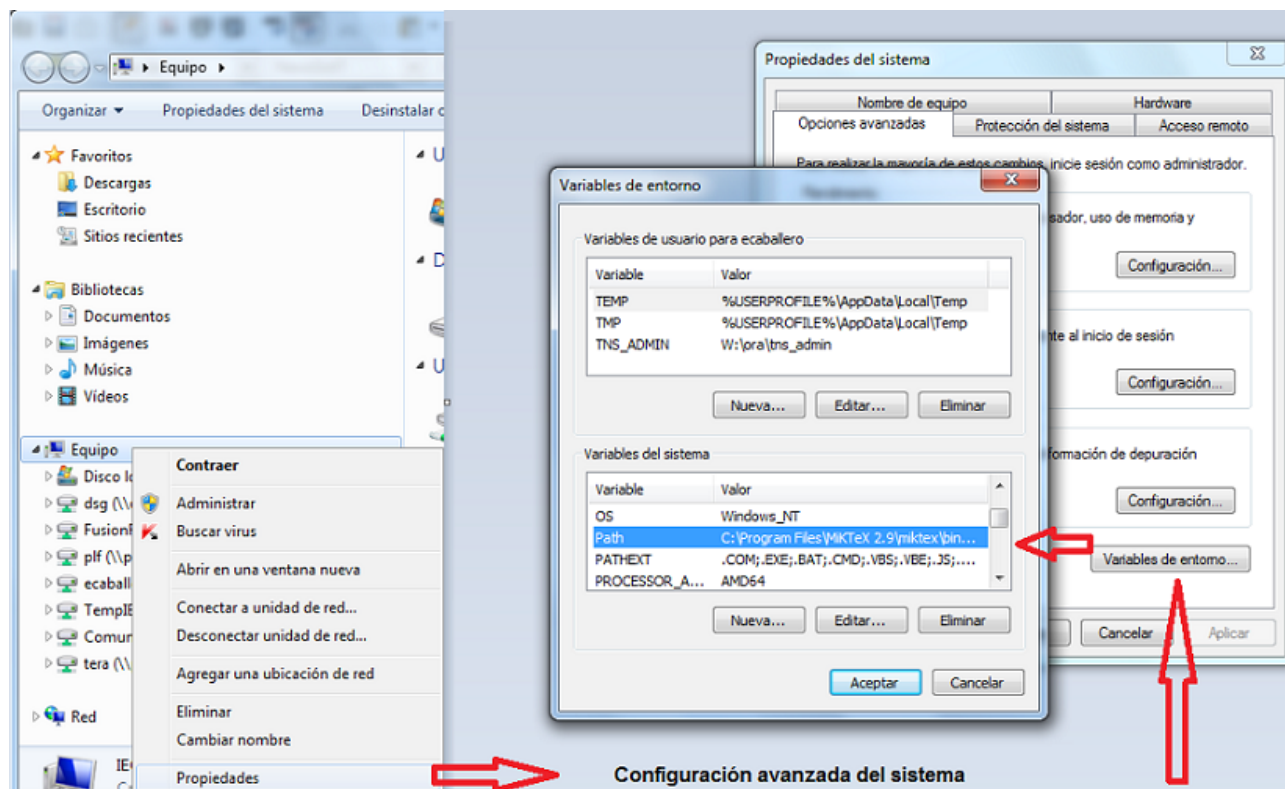 Equipo
Organizar
Propiedades del sistema
Favoritos
Descargas
Escritorio
Sitios recientes
Bibliotecas
Documentos
Imágenes
Música
Vídeos
Equipo
Disco
dsg
plf
tera
Red
Contraer
Administrar
Buscar virus
Abrir en una ventana nueva
Conectar a unidad de red...
Desconectar unidad de red...
Agregar una ubicación de red
Eliminar
Cambiar nombre
Propiedades
Configuración avanzada del sistema
Variables de entorno
Variables de usuario para ecaballero
Variable Valor
TEMP %USERPROFILE%\AppData\Local\Temp
TMP %USERPROFILE%\AppData\Local\Temp
TNS_ADMIN W:\ora\tns_admin
Nueva... Editar... Eliminar
Variables del sistema
Variable Valor
OS Windows_NT
Path C:\Program Files\MiKTeX 2.9\miktex\bin...
PATHEXT .COM;.EXE;.BAT;.CMD;.VBS;.VBE;.JS;....
PROCESSOR_A... AMD64
Nueva... Editar... Eliminar
Aceptar Cancelar
Propiedades del sistema
Nombre de equipo Hardware
Opciones avanzadas Protección del sistema Acceso remoto
Para realizar la mayoría de estos cambios, inicie sesión como administrador.
uso de memoria y
Configuración...
al inicio de sesión
Configuración...
de depuración
Configuración...
Variables de entorno...
Cancelar Aplicar